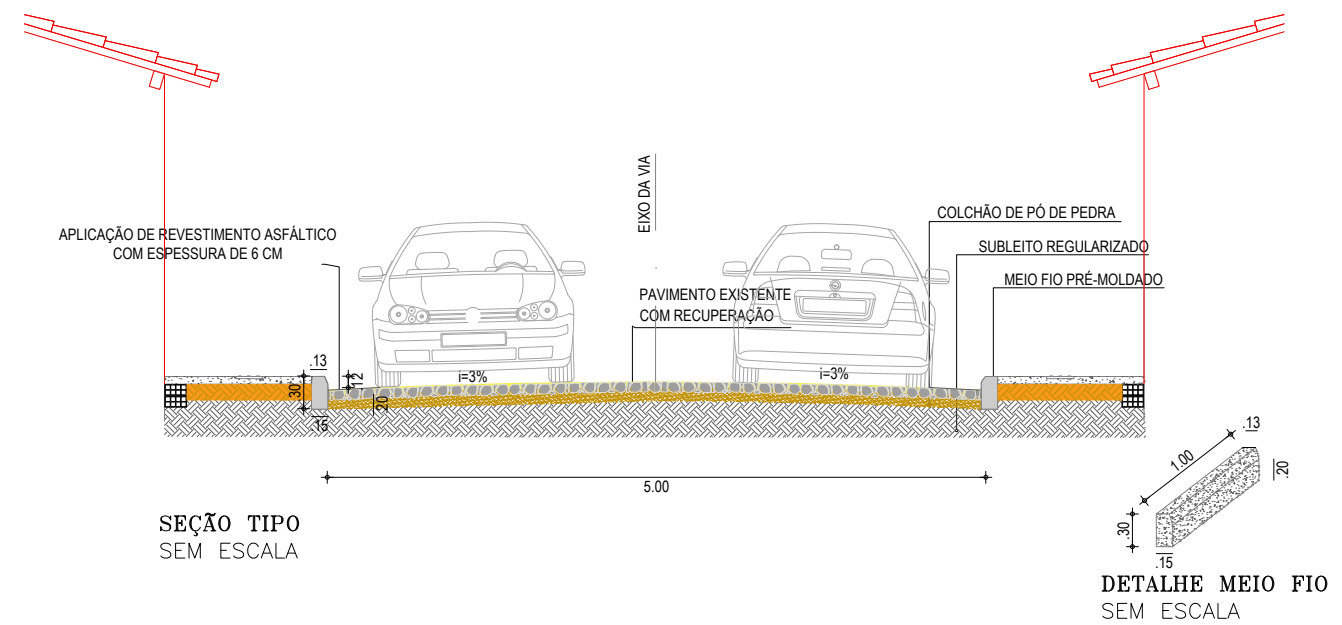 EIXO DA VIA
APLICAÇÃO DE REVESTIMENTO ASFÁLTICO
COM ESPESSURA DE 6 CM
COLCHÃO DE PÓ DE PEDRA
SUBLEITO REGULARIZADO
MEIO FIO PRÉ-MOLDADO
PAVIMENTO EXISTENTE
COM RECUPERAÇÃO
.13
12
i=3%
i=3%
.30
.20
.15
5.00
.13
1.00
.20
.30
.15
SEÇÃO TIPO
SEM ESCALA
DETALHE MEIO FIO
SEM ESCALA